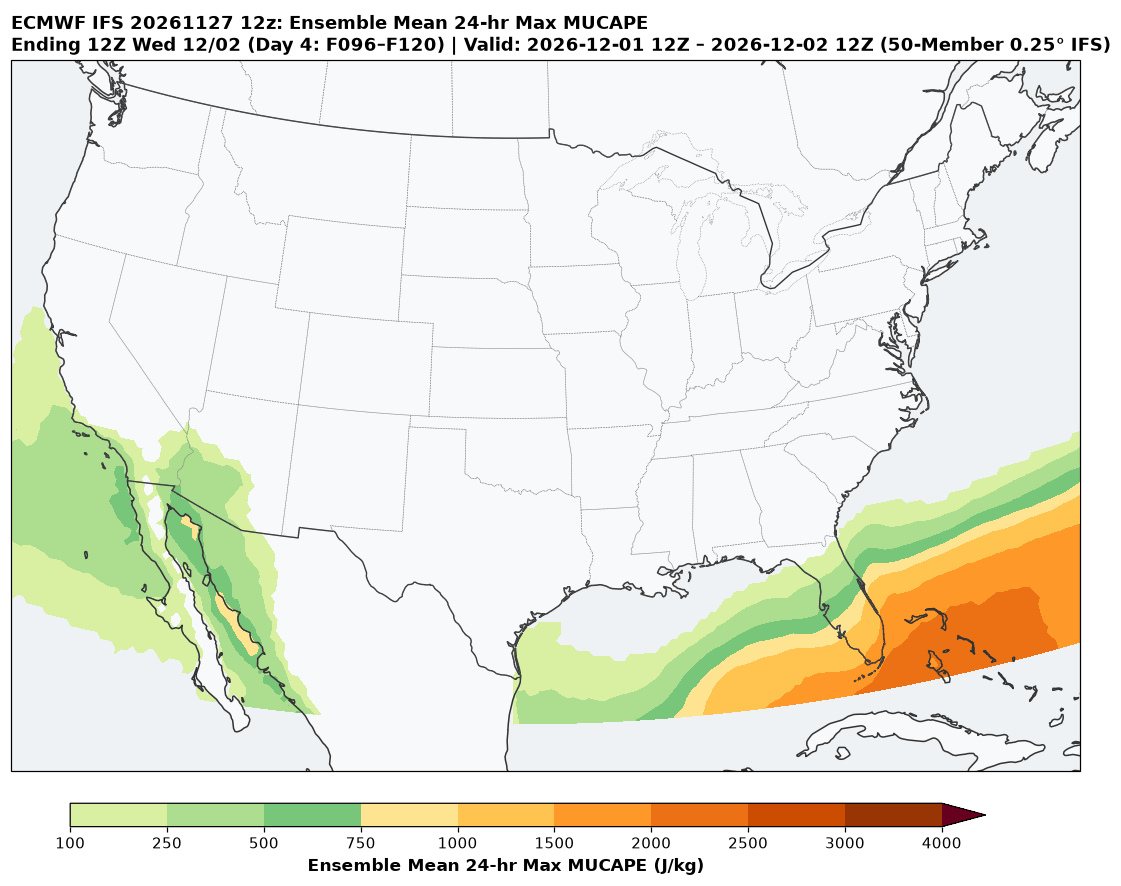 ECMWF IFS 20261127 12z: Ensemble Mean 24-hr Max MUCAPE
Ending 12Z Wed 12/02 (Day 4: F096–F120) | Valid: 2026-12-01 12Z – 2026-12-02 12Z (50-Member 0.25° IFS)
100 250 500 750 1000 1500 2000 2500 3000 4000
Ensemble Mean 24-hr Max MUCAPE (J/kg)